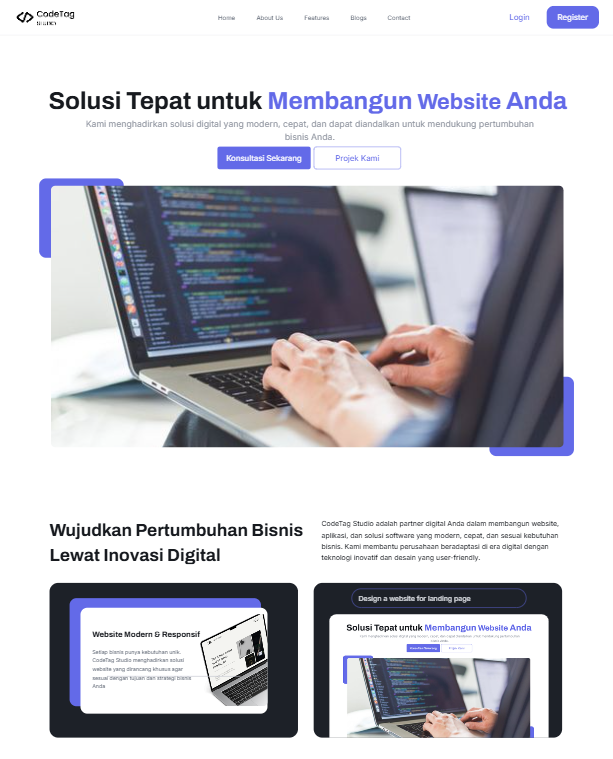 CodeTag
Studio
Home About Us Features Blogs Contact
Login
Register
Solusi Tepat untuk Membangun Website Anda
Kami menghadirkan solusi digital yang modern, cepat, dan dapat diandalkan untuk mendukung pertumbuhan
bisnis Anda.
Konsultasi Sekarang
Projek Kami
Wujudkan Pertumbuhan Bisnis
Lewat Inovasi Digital
CodeTag Studio adalah partner digital Anda dalam membangun website,
aplikasi, dan solusi software yang modern, cepat, dan sesuai kebutuhan
bisnis. Kami membantu perusahaan beradaptasi di era digital dengan
teknologi inovatif dan desain yang user-friendly.
Website Modern & Responsif
Setiap bisnis punya kebutuhan unik.
CodeTag Studio menghadirkan solusi
website yang dirancang khusus agar
sesuai dengan tujuan dan strategi bisnis
Anda
Design a website for landing page
Solusi Tepat untuk Membangun Website Anda